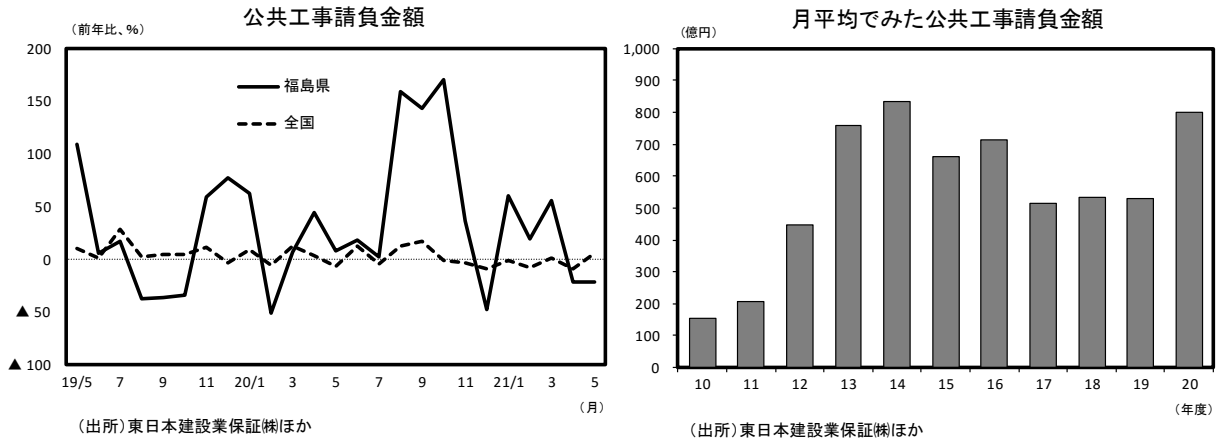 公共工事請負金額
（前年比、%）
200
150
100
50
0
▲ 50
▲ 100
福島県
全国
19/5 7 9 11 20/1 3 5 7 9 11 21/1 3 5
（月）
（出所）東日本建設業保証㈱ほか
月平均でみた公共工事請負金額
（億円）
1,000
900
800
700
600
500
400
300
200
100
0
10 11 12 13 14 15 16 17 18 19 20
（年度）
（出所）東日本建設業保証㈱ほか